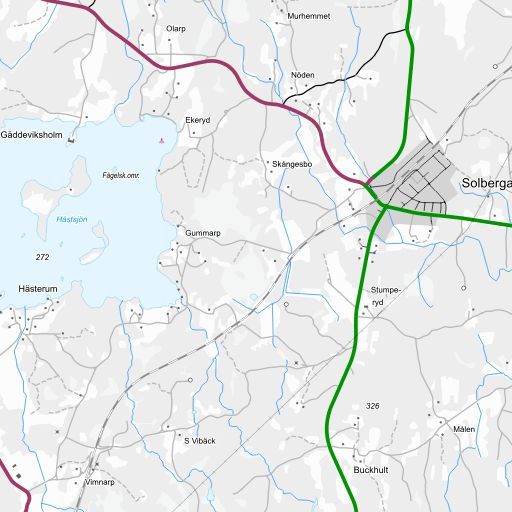 Murhemmet
Olarp
Nöden
Ekeryd
Gäddeviksholm
Skångesbo
Fågelsk.omr.
Solberga
Hästsjön
Gummarp
272
Hästerum
Stumpe-
ryd
326
Målen
S Vibäck
Buckhult
Vimnarp